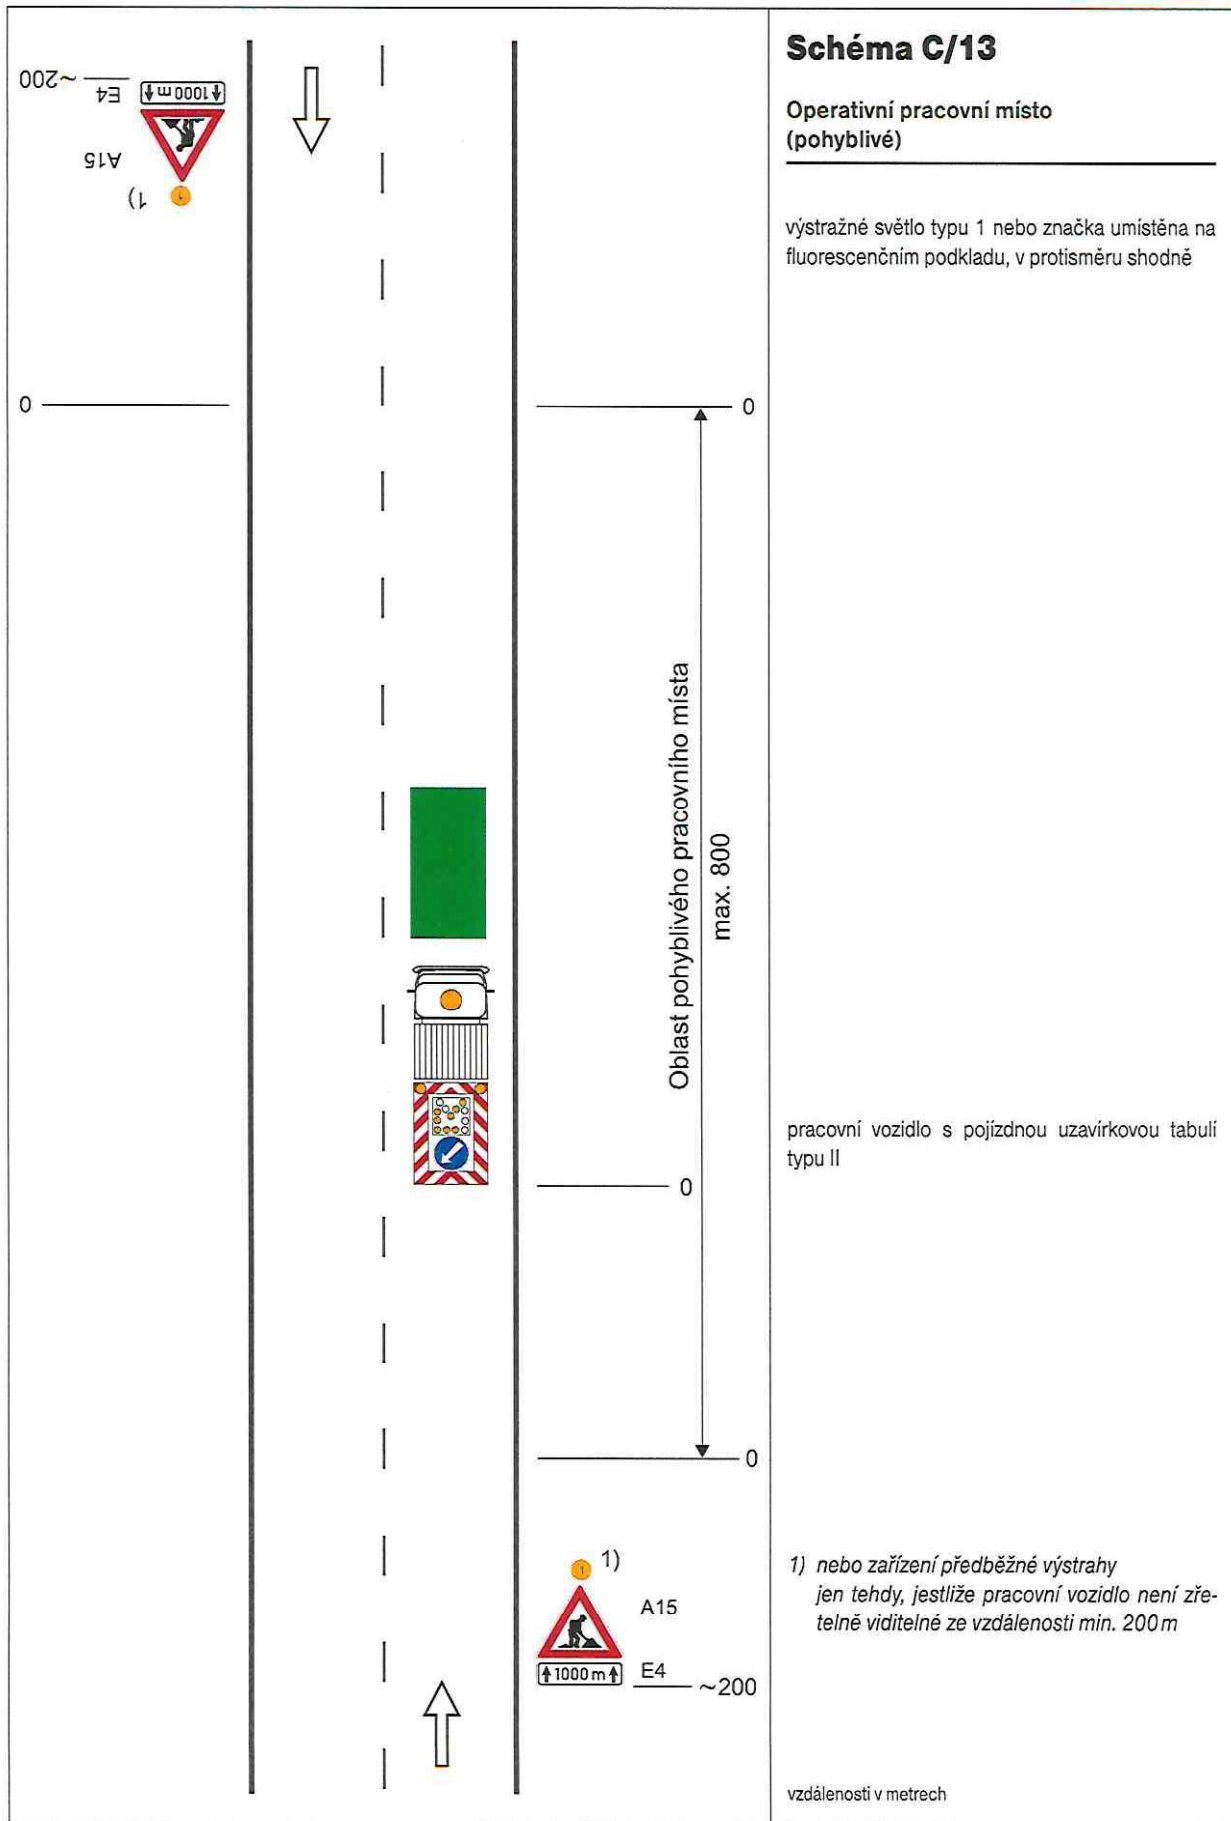 Schéma C/13
Operativní pracovní místo
(pohyblivé)
výstražné světlo typu 1 nebo značka umístěna na
fluorescenčním podkladu, v protisměru shodně
~200
E4
↑1000 m↑
A15
1)
1
0
0
Oblast pohyblivého pracovního místa
max. 800
pracovní vozidlo s pojízdnou uzavírkovou tabulí
typu II
0
0
1
1)
A15
↑1000 m↑
E4
~200
1) nebo zařízení předběžné výstrahy
jen tehdy, jestliže pracovní vozidlo není zře-
telně viditelné ze vzdálenosti min. 200 m
vzdálenosti v metrech